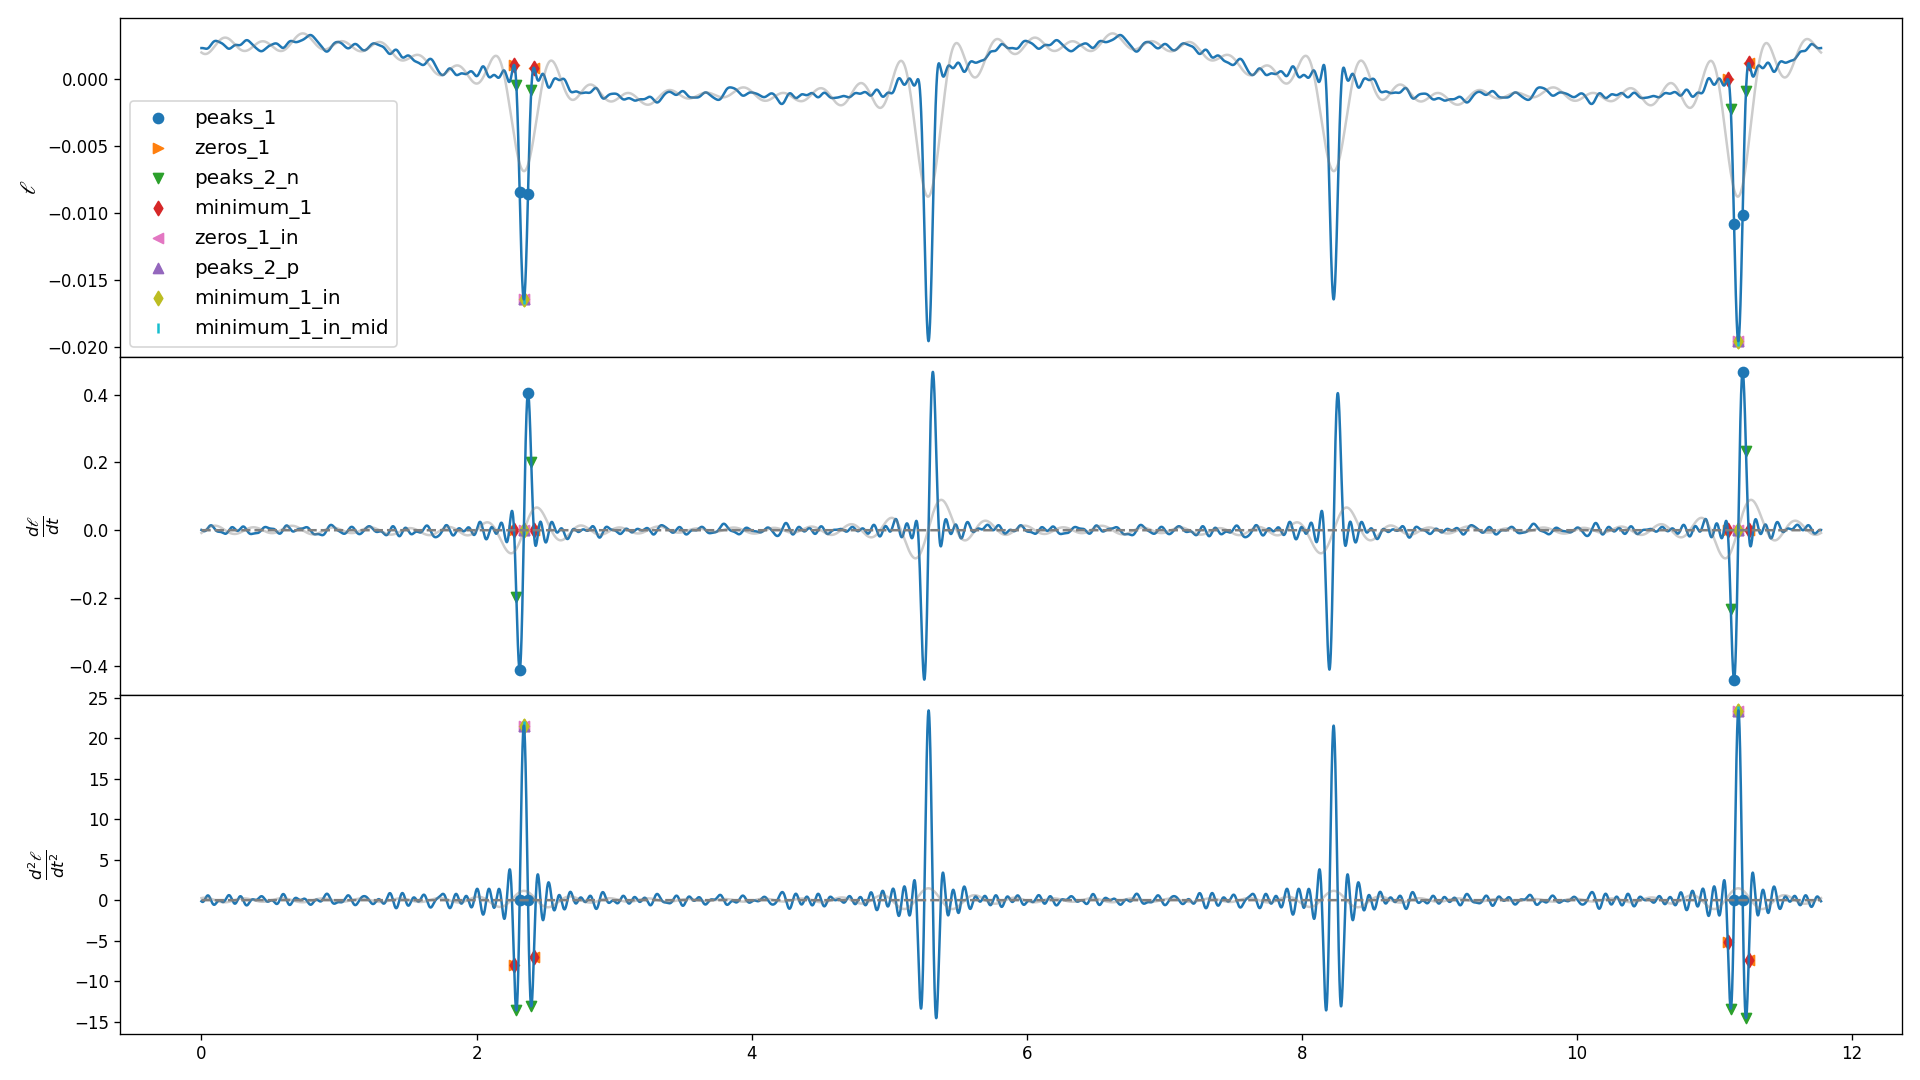 0.000
−0.005
−0.010
−0.015
−0.020
ℓ
peaks_1
zeros_1
peaks_2_n
minimum_1
zeros_1_in
peaks_2_p
minimum_1_in
minimum_1_in_mid
0.4
0.2
0.0
−0.2
−0.4
dℓ
dt
25
20
15
10
5
0
−5
−10
−15
d²ℓ
dt²
0 2 4 6 8 10 12